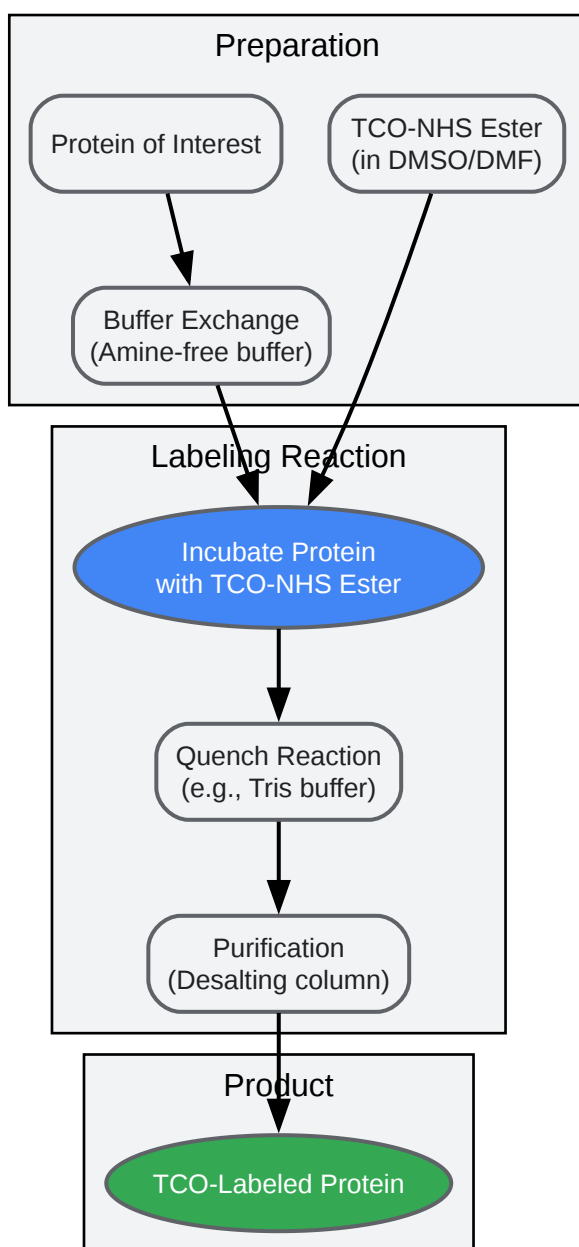 Preparation
Protein of Interest
TCO-NHS Ester
(in DMSO/DMF)
Buffer Exchange
(Amine-free buffer)
Labeling Reaction
Incubate Protein
with TCO-NHS Ester
Quench Reaction
(e.g., Tris buffer)
Purification
(Desalting column)
Product
TCO-Labeled Protein